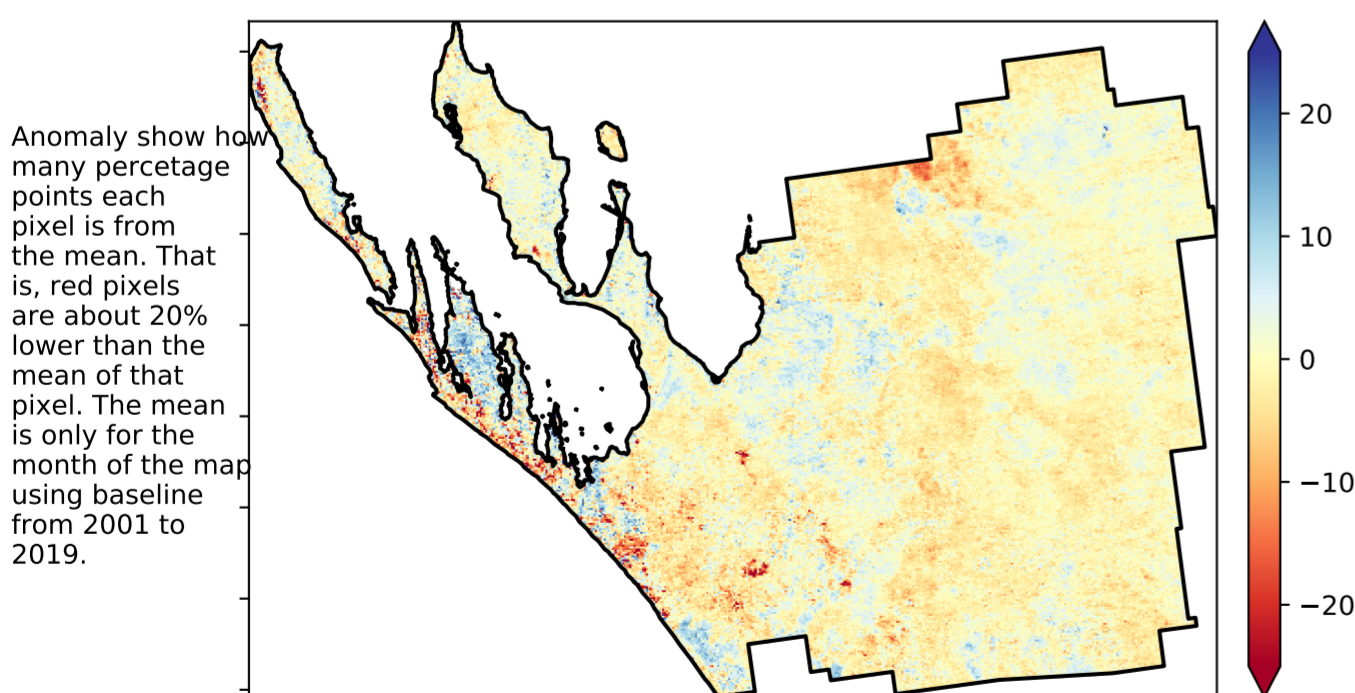 Anomaly show how
many percetage
points each
pixel is from
the mean. That
is, red pixels
are about 20%
lower than the
mean of that
pixel. The mean
is only for the
month of the map
using baseline
from 2001 to
2019.
20
10
0
−10
−20